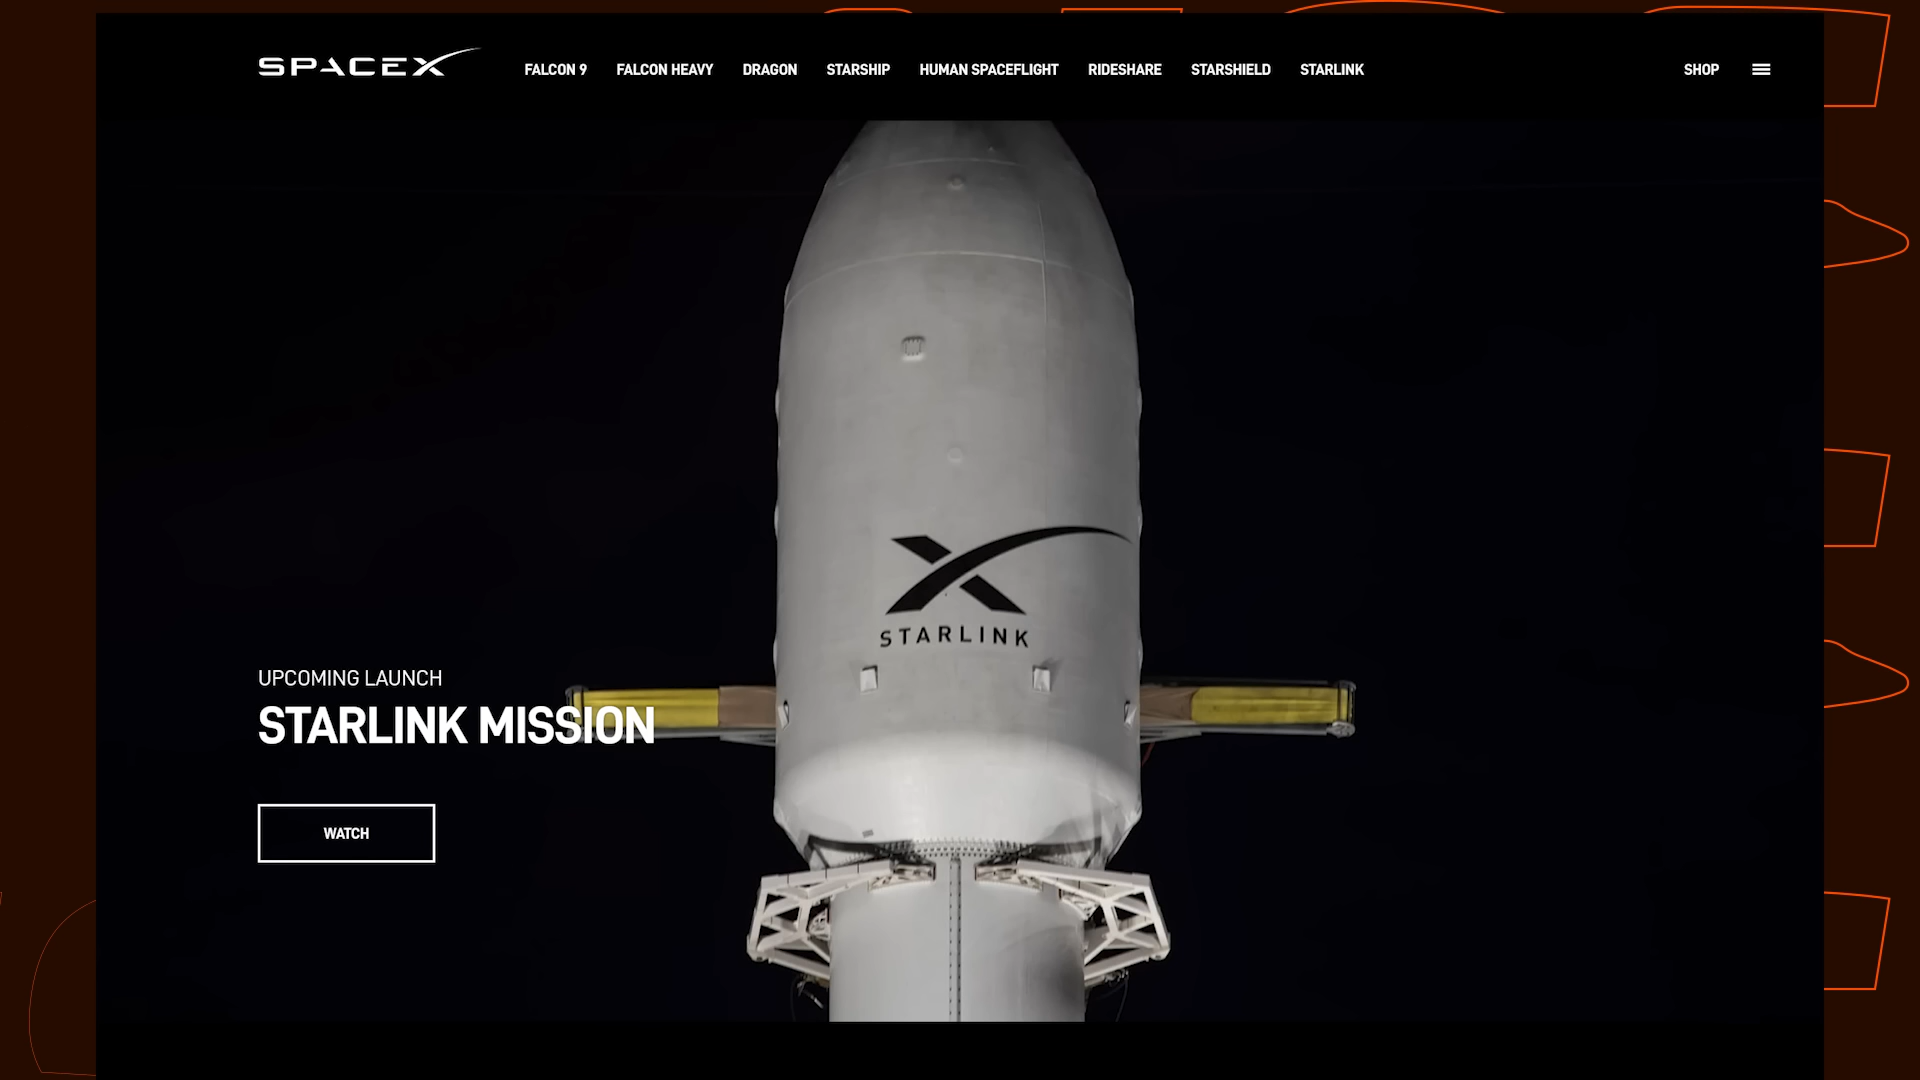 SPACEX FALCON 9 FALCON HEAVY DRAGON STARSHIP HUMAN SPACEFLIGHT RIDESHARE STARSHIELD STARLINK SHOP
X
STARLINK
UPCOMING LAUNCH
STARLINK MISSION
WATCH